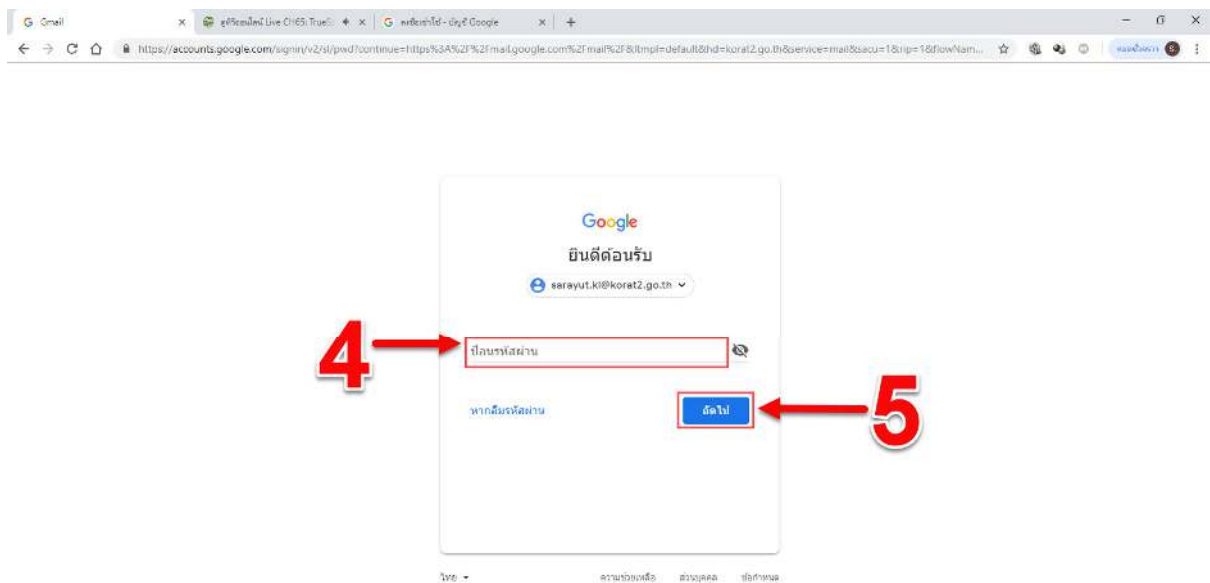 Gmail
https://accounts.google.com/signin/v2/sl/pwd?continue=https%3A%2F%2Fmail.google.com%2Fmail%2F&ltmpl=default&hd=korat2.go.th&service=mail&sacu=1&rip=1&flowNam...
Google
ยินดีต้อนรับ
sarayut.kl@korat2.go.th
4
ป้อนรหัสผ่าน
หากลืมรหัสผ่าน
ถัดไป
5
ไทย
ความช่วยเหลือ ส่วนบุคคล ข้อกำหนด